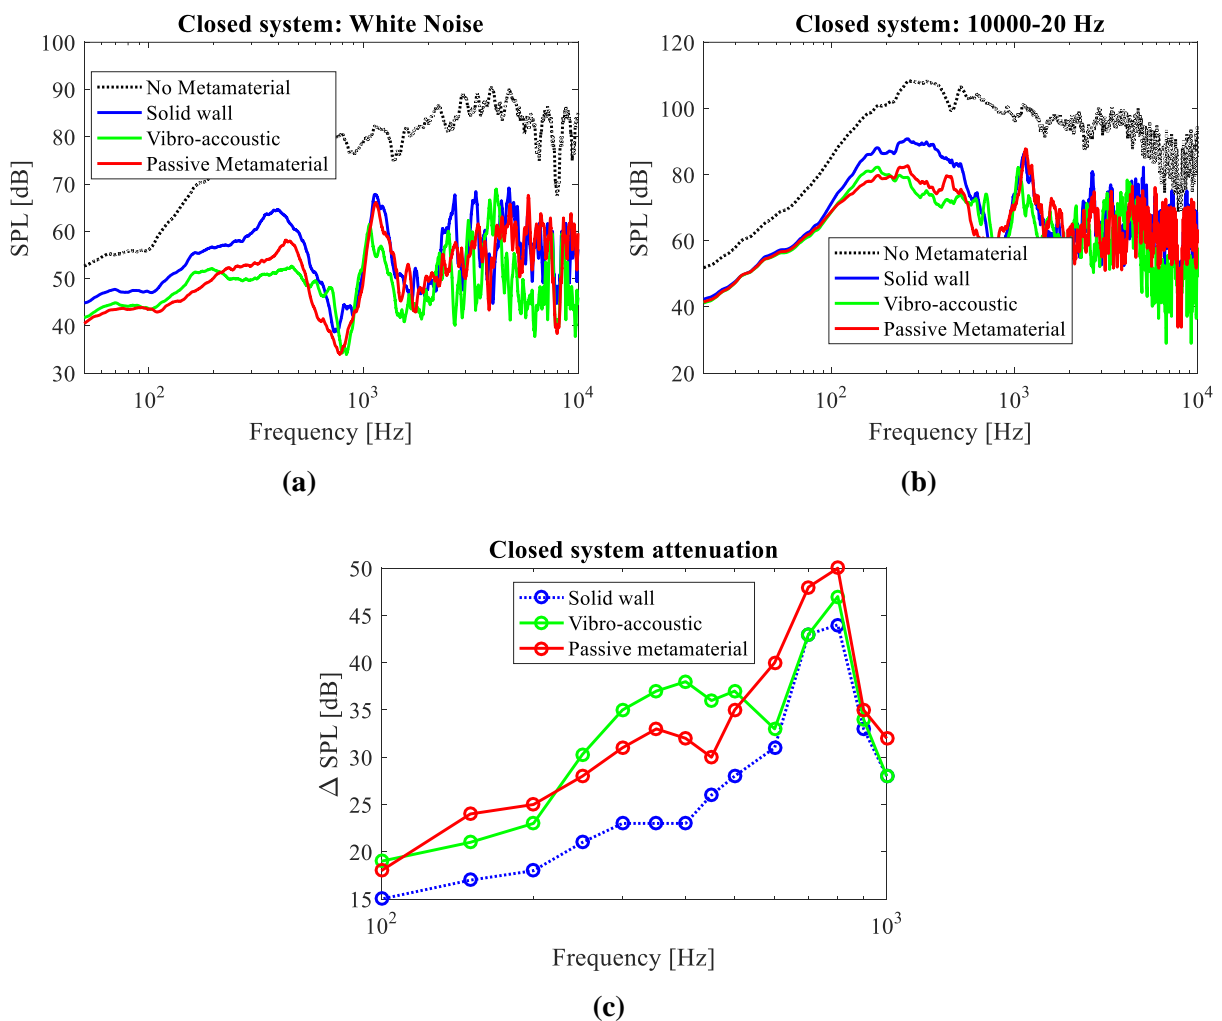 Closed system: White Noise
100
90
80
70
60
50
40
30
SPL [dB]
No Metamaterial
Solid wall
Vibro-accoustic
Passive Metamaterial
10^2
10^3
10^4
Frequency [Hz]
(a)
Closed system: 10000-20 Hz
120
100
80
60
40
20
SPL [dB]
No Metamaterial
Solid wall
Vibro-accoustic
Passive Metamaterial
10^2
10^3
10^4
Frequency [Hz]
(b)
Closed system attenuation
50
45
40
35
30
25
20
15
Δ SPL [dB]
Solid wall
Vibro-accoustic
Passive metamaterial
10^2
10^3
Frequency [Hz]
(c)